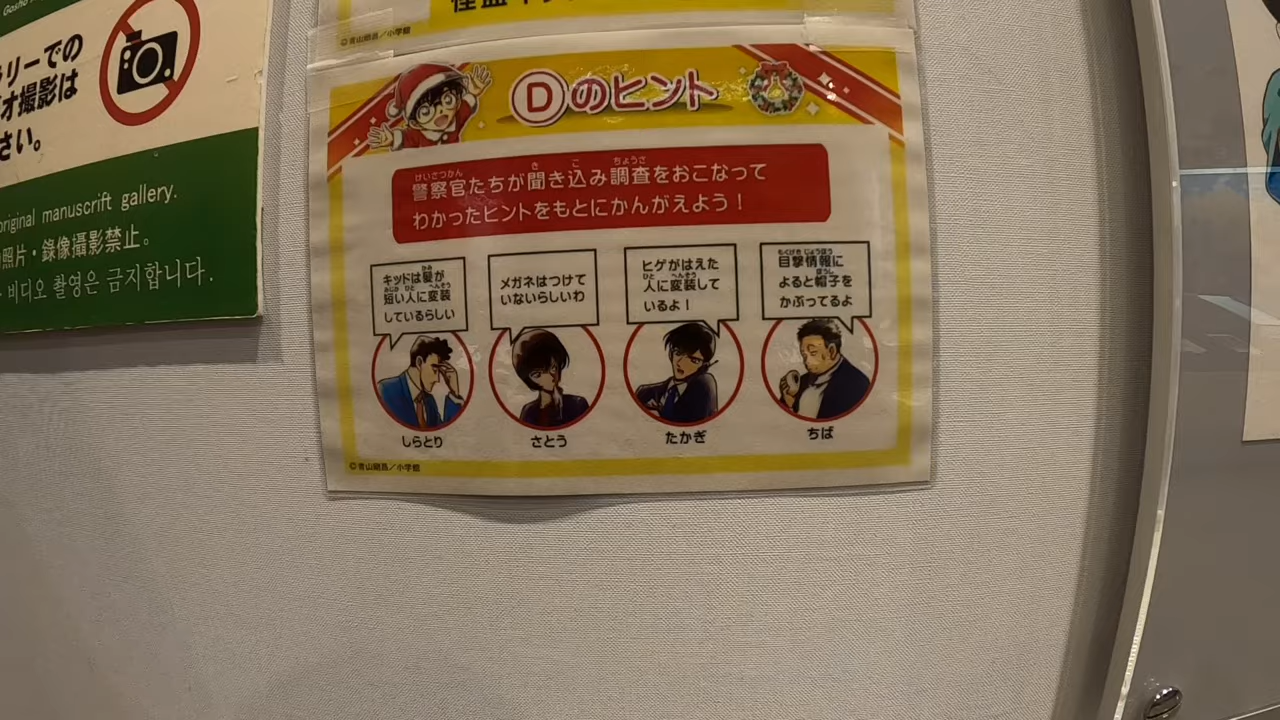 リーでの
オ撮影は
さい。
original manuscrift gallery.
照片・錄像攝影禁止。
비디오 촬영은 금지합니다.
©青山剛昌／小学館
Dのヒント
警察官たちが聞き込み調査をおこなって
わかったヒントをもとにかんがえよう！
キッドは髪が
短い人に変装
しているらしい
メガネはつけて
いないらしいわ
ヒゲがはえた
人に変装して
いるよ！
目撃情報に
よると帽子を
かぶってるよ
しらとり
さとう
たかぎ
ちば
©青山剛昌／小学館